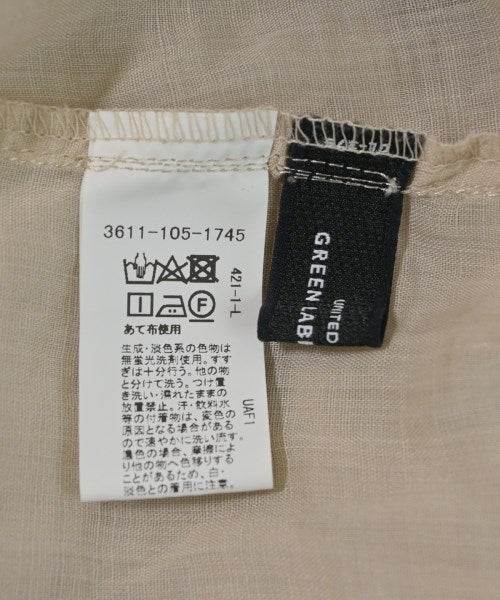 3611-105-1745
421-1-L
F
あて布使用
生成・淡色系の色物は
無蛍光洗剤使用。すす
ぎは十分行う。他の物
と分けて洗う。つけ置
き洗い・濡れたままの
放置禁止。汗・飲料水
等の付着物は、変色の
原因となる場合がある
ので速やかに洗い流す。
濃色の場合、摩擦によ
り他の物へ色移りする
ことがあるため、白・
淡色との着用に注意。
UAF1
UNITED
GREEN LABE